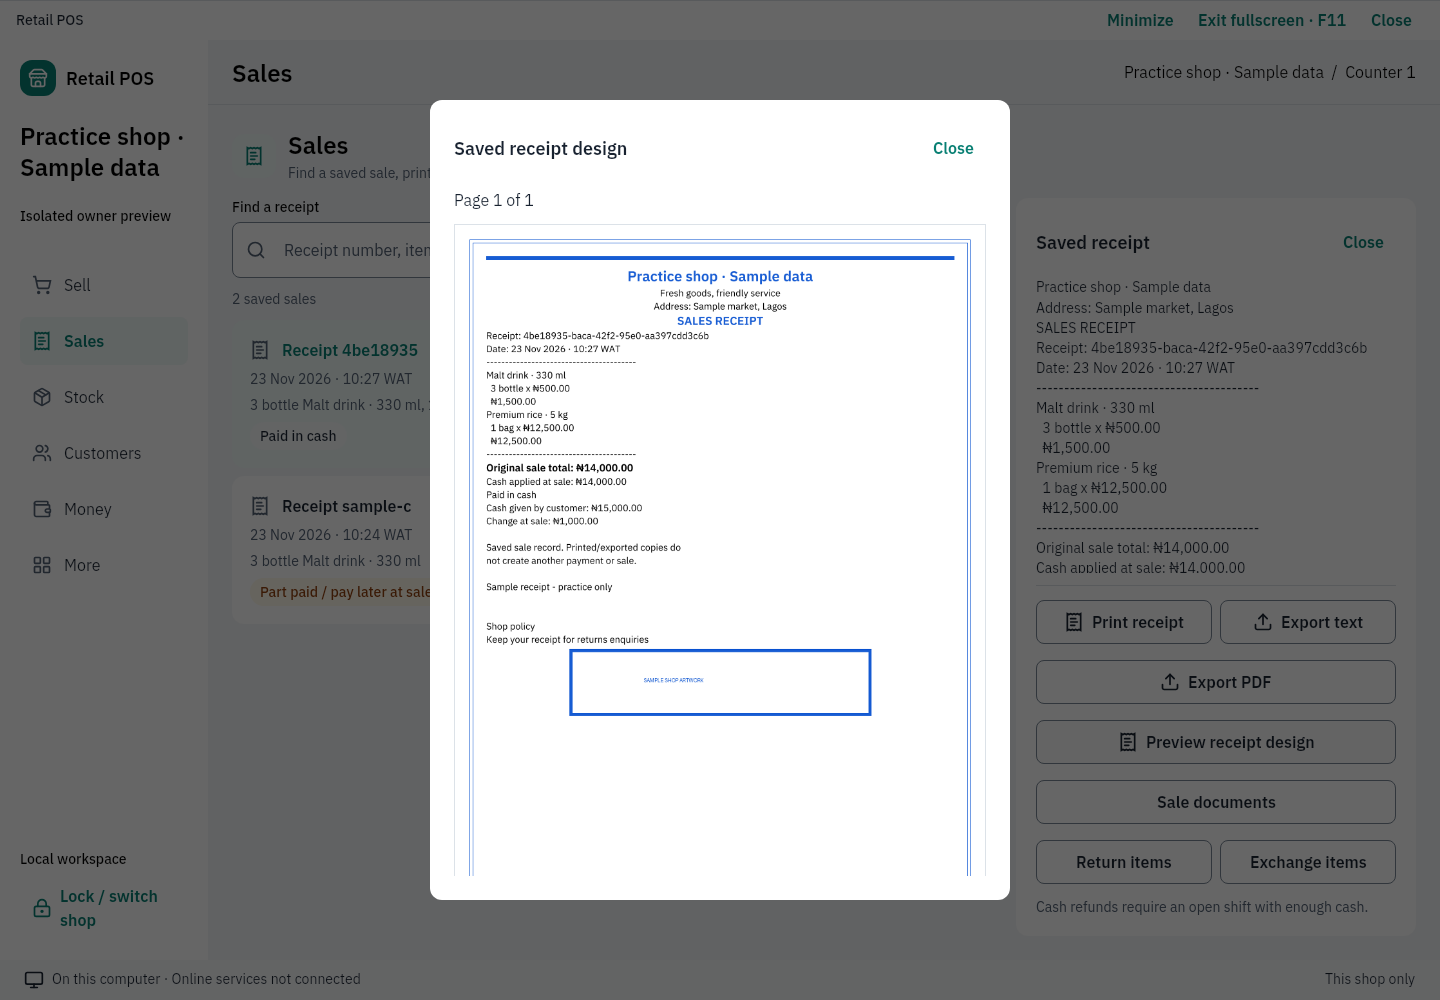 Retail POS
Minimize
Exit fullscreen · F11
Close
Retail POS
Practice shop ·
Sample data
Isolated owner preview
Sell
Sales
Stock
Customers
Money
More
Local workspace
Lock / switch
shop
Sales
Practice shop · Sample data / Counter 1
Sales
Find a saved sale, print
Find a receipt
Receipt number, iten
2 saved sales
Receipt 4be18935
23 Nov 2026 · 10:27 WAT
3 bottle Malt drink · 330 ml,
Paid in cash
Receipt sample-c
23 Nov 2026 · 10:24 WAT
3 bottle Malt drink · 330 ml
Part paid / pay later at sale
Saved receipt design
Close
Page 1 of 1
Practice shop · Sample data
Fresh goods, friendly service
Address: Sample market, Lagos
SALES RECEIPT
Receipt: 4be18935-baca-42f2-95e0-aa397cdd3c6b
Date: 23 Nov 2026 · 10:27 WAT
----------------------------------------
Malt drink · 330 ml
3 bottle x ₦500.00
₦1,500.00
Premium rice · 5 kg
1 bag x ₦12,500.00
₦12,500.00
----------------------------------------
Original sale total: ₦14,000.00
Cash applied at sale: ₦14,000.00
Paid in cash
Cash given by customer: ₦15,000.00
Change at sale: ₦1,000.00
Saved sale record. Printed/exported copies do
not create another payment or sale.
Sample receipt - practice only
Shop policy
Keep your receipt for returns enquiries
SAMPLE SHOP ARTWORK
Saved receipt
Close
Practice shop · Sample data
Address: Sample market, Lagos
SALES RECEIPT
Receipt: 4be18935-baca-42f2-95e0-aa397cdd3c6b
Date: 23 Nov 2026 · 10:27 WAT
----------------------------------------
Malt drink · 330 ml
3 bottle x ₦500.00
₦1,500.00
Premium rice · 5 kg
1 bag x ₦12,500.00
₦12,500.00
----------------------------------------
Original sale total: ₦14,000.00
Cash applied at sale: ₦14,000.00
Print receipt
Export text
Export PDF
Preview receipt design
Sale documents
Return items
Exchange items
Cash refunds require an open shift with enough cash.
On this computer · Online services not connected
This shop only